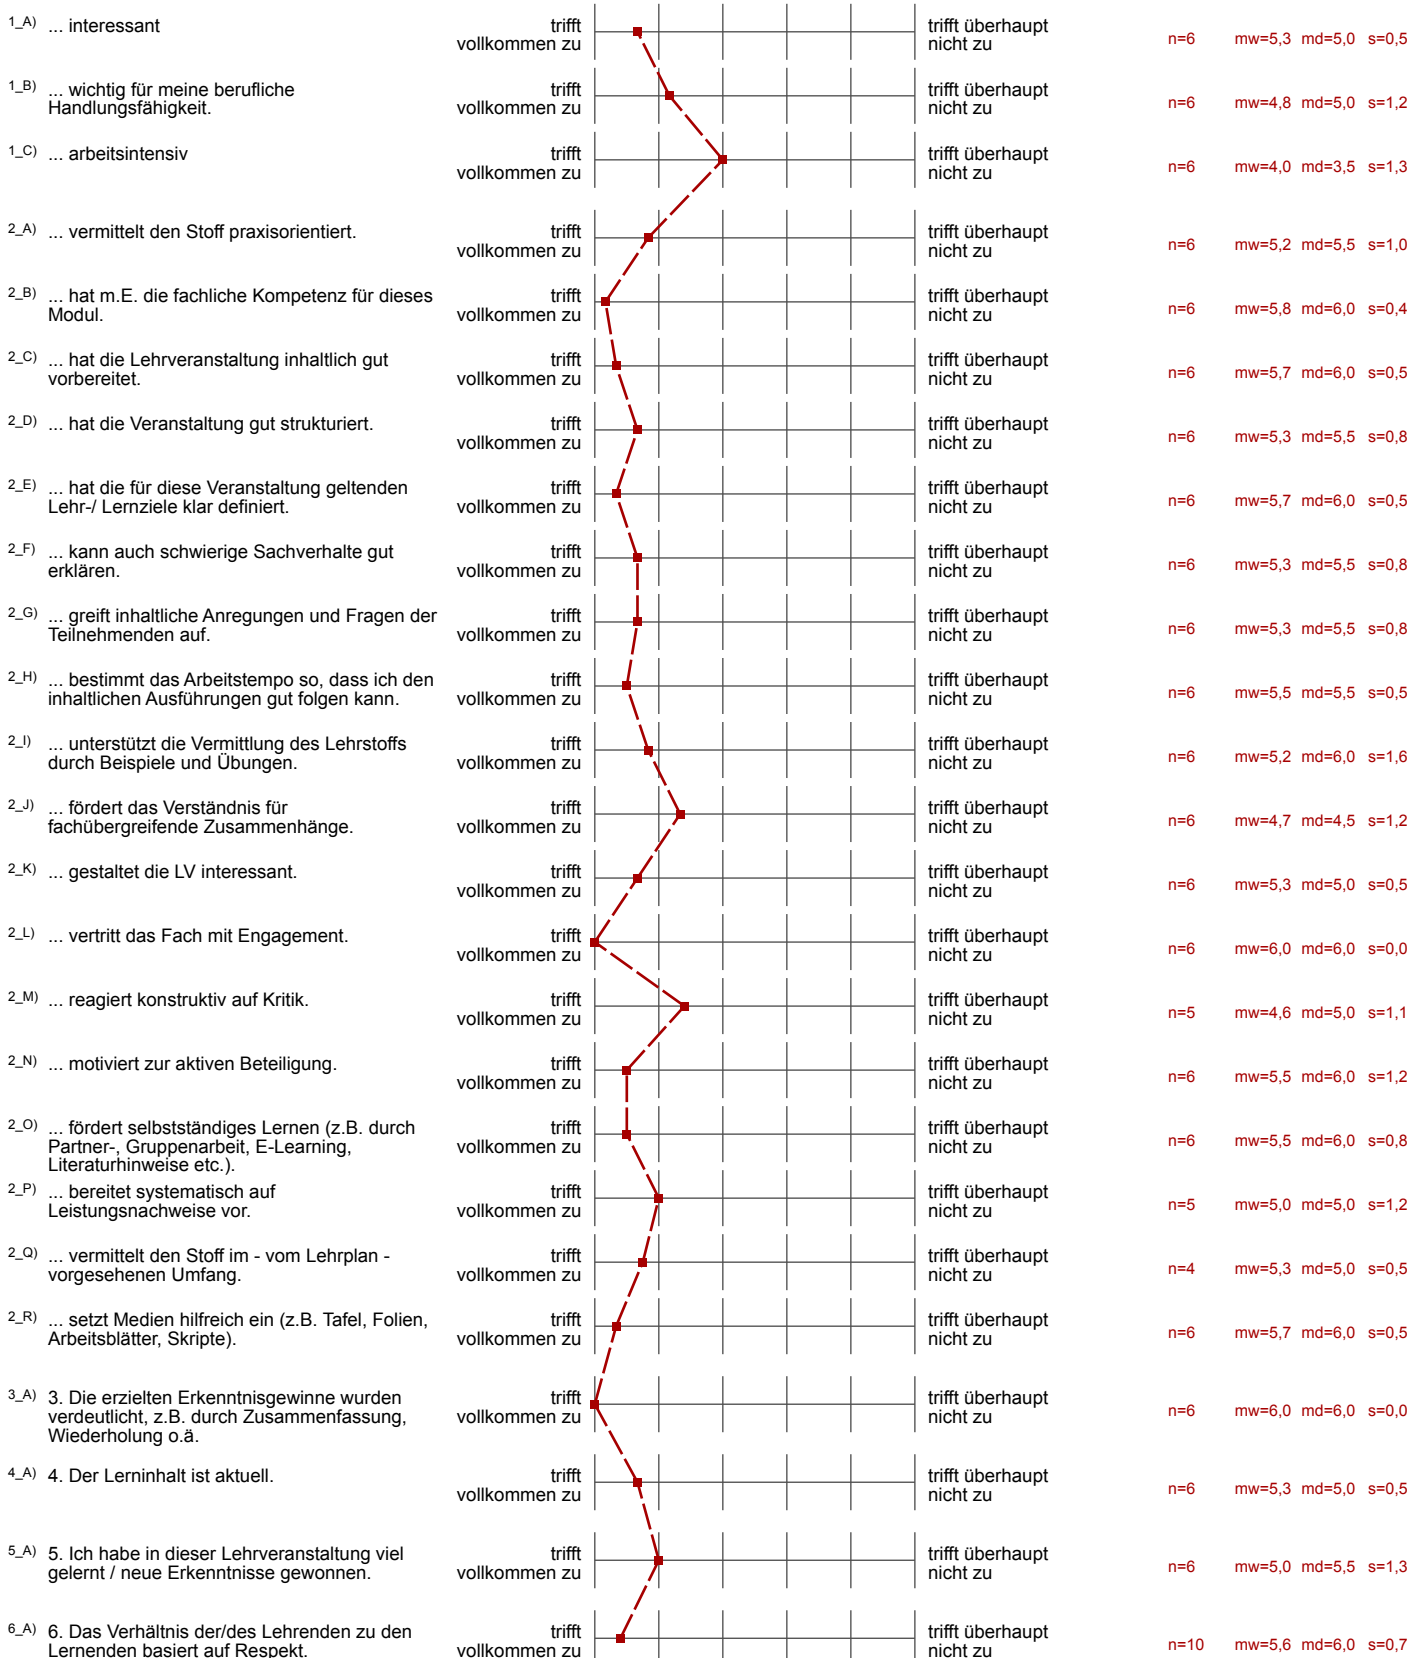 1_A) ... interessant trifft vollkommen zu trifft überhaupt nicht zu n=6 mw=5,3 md=5,0 s=0,5
1_B) ... wichtig für meine berufliche
Handlungsfähigkeit. trifft vollkommen zu trifft überhaupt nicht zu n=6 mw=4,8 md=5,0 s=1,2
1_C) ... arbeitsintensiv trifft vollkommen zu trifft überhaupt nicht zu n=6 mw=4,0 md=3,5 s=1,3
2_A) ... vermittelt den Stoff praxisorientiert. trifft vollkommen zu trifft überhaupt nicht zu n=6 mw=5,2 md=5,5 s=1,0
2_B) ... hat m.E. die fachliche Kompetenz für dieses
Modul. trifft vollkommen zu trifft überhaupt nicht zu n=6 mw=5,8 md=6,0 s=0,4
2_C) ... hat die Lehrveranstaltung inhaltlich gut
vorbereitet. trifft vollkommen zu trifft überhaupt nicht zu n=6 mw=5,7 md=6,0 s=0,5
2_D) ... hat die Veranstaltung gut strukturiert. trifft vollkommen zu trifft überhaupt nicht zu n=6 mw=5,3 md=5,5 s=0,8
2_E) ... hat die für diese Veranstaltung geltenden
Lehr-/ Lernziele klar definiert. trifft vollkommen zu trifft überhaupt nicht zu n=6 mw=5,7 md=6,0 s=0,5
2_F) ... kann auch schwierige Sachverhalte gut
erklären. trifft vollkommen zu trifft überhaupt nicht zu n=6 mw=5,3 md=5,5 s=0,8
2_G) ... greift inhaltliche Anregungen und Fragen der
Teilnehmenden auf. trifft vollkommen zu trifft überhaupt nicht zu n=6 mw=5,3 md=5,5 s=0,8
2_H) ... bestimmt das Arbeitstempo so, dass ich den
inhaltlichen Ausführungen gut folgen kann. trifft vollkommen zu trifft überhaupt nicht zu n=6 mw=5,5 md=5,5 s=0,5
2_I) ... unterstützt die Vermittlung des Lehrstoffs
durch Beispiele und Übungen. trifft vollkommen zu trifft überhaupt nicht zu n=6 mw=5,2 md=6,0 s=1,6
2_J) ... fördert das Verständnis für
fachübergreifende Zusammenhänge. trifft vollkommen zu trifft überhaupt nicht zu n=6 mw=4,7 md=4,5 s=1,2
2_K) ... gestaltet die LV interessant. trifft vollkommen zu trifft überhaupt nicht zu n=6 mw=5,3 md=5,0 s=0,5
2_L) ... vertritt das Fach mit Engagement. trifft vollkommen zu trifft überhaupt nicht zu n=6 mw=6,0 md=6,0 s=0,0
2_M) ... reagiert konstruktiv auf Kritik. trifft vollkommen zu trifft überhaupt nicht zu n=5 mw=4,6 md=5,0 s=1,1
2_N) ... motiviert zur aktiven Beteiligung. trifft vollkommen zu trifft überhaupt nicht zu n=6 mw=5,5 md=6,0 s=1,2
2_O) ... fördert selbstständiges Lernen (z.B. durch
Partner-, Gruppenarbeit, E-Learning,
Literaturhinweise etc.). trifft vollkommen zu trifft überhaupt nicht zu n=6 mw=5,5 md=6,0 s=0,8
2_P) ... bereitet systematisch auf
Leistungsnachweise vor. trifft vollkommen zu trifft überhaupt nicht zu n=5 mw=5,0 md=5,0 s=1,2
2_Q) ... vermittelt den Stoff im - vom Lehrplan -
vorgesehenen Umfang. trifft vollkommen zu trifft überhaupt nicht zu n=4 mw=5,3 md=5,0 s=0,5
2_R) ... setzt Medien hilfreich ein (z.B. Tafel, Folien,
Arbeitsblätter, Skripte). trifft vollkommen zu trifft überhaupt nicht zu n=6 mw=5,7 md=6,0 s=0,5
3_A) 3. Die erzielten Erkenntnisgewinne wurden
verdeutlicht, z.B. durch Zusammenfassung,
Wiederholung o.ä. trifft vollkommen zu trifft überhaupt nicht zu n=6 mw=6,0 md=6,0 s=0,0
4_A) 4. Der Lerninhalt ist aktuell. trifft vollkommen zu trifft überhaupt nicht zu n=6 mw=5,3 md=5,0 s=0,5
5_A) 5. Ich habe in dieser Lehrveranstaltung viel
gelernt / neue Erkenntnisse gewonnen. trifft vollkommen zu trifft überhaupt nicht zu n=6 mw=5,0 md=5,5 s=1,3
6_A) 6. Das Verhältnis der/des Lehrenden zu den
Lernenden basiert auf Respekt. trifft vollkommen zu trifft überhaupt nicht zu n=10 mw=5,6 md=6,0 s=0,7